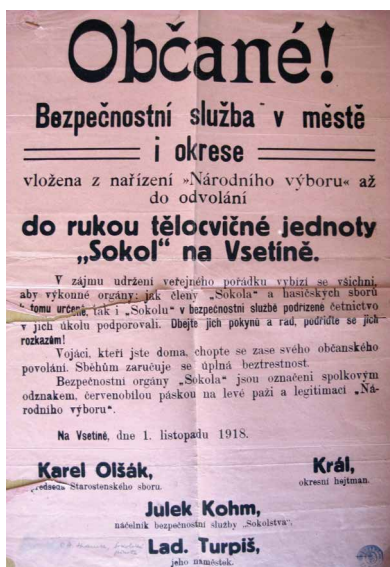 Občané!
Bezpečnostní služba v městě
i okrese
vložena z nařízení »Národního výboru« až
do odvolání
do rukou tělocvičné jednoty
„Sokol“ na Vsetíně.
V zájmu udržení veřejného pořádku vybízí se všichni,
aby výkonné orgány: jak členy „Sokola“ a hasičských sborů
k tomu určené, tak i „Sokolu“ v bezpečnostní službě podrízené četnictvo
v jich úkolu podporovali. Dbejte jich pokynů a rad, podriďte se jich
rozkazům!
Vojáci, kteří jste doma, chopte se zase svého občanského
povolání. Sběhům zaručuje se úplná beztrestnost.
Bezpečnostní orgány „Sokola“ jsou označeni spolkovým
odznakem, červenobílou páskou na levé paži a legitimací „Ná-
rodního výboru“.
Na Vsetíně, dne 1. listopadu 1918.
Karel Olšák,
předseda Starostenského sboru.
Král,
okresní hejtman.
Julek Kohm,
náčelník bezpečnostní služby „Sokolstva“,
Lad. Turpiš,
jeho náměstek.